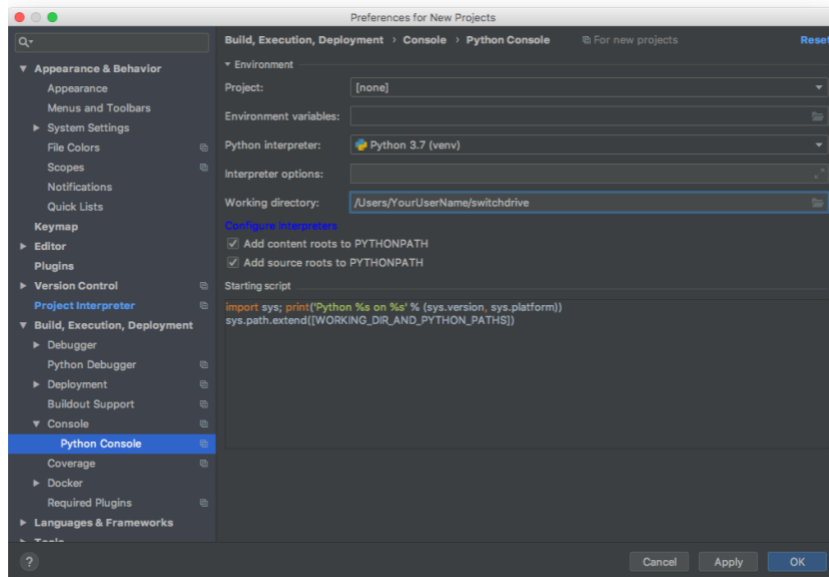 Preferences for New Projects
Build, Execution, Deployment › Console › Python Console For new projects Reset
Appearance & Behavior
Appearance
Menus and Toolbars
System Settings
File Colors
Scopes
Notifications
Quick Lists
Keymap
Editor
Plugins
Version Control
Project Interpreter
Build, Execution, Deployment
Debugger
Python Debugger
Deployment
Buildout Support
Console
Python Console
Coverage
Docker
Required Plugins
Languages & Frameworks
Tools
Environment
Project: [none]
Environment variables:
Python interpreter: Python 3.7 (venv)
Interpreter options:
Working directory: /Users/YourUserName/switchdrive
Configure Interpreters
Add content roots to PYTHONPATH
Add source roots to PYTHONPATH
Starting script
import sys; print('Python %s on %s' % (sys.version, sys.platform))
sys.path.extend([WORKING_DIR_AND_PYTHON_PATHS])
? Cancel Apply OK